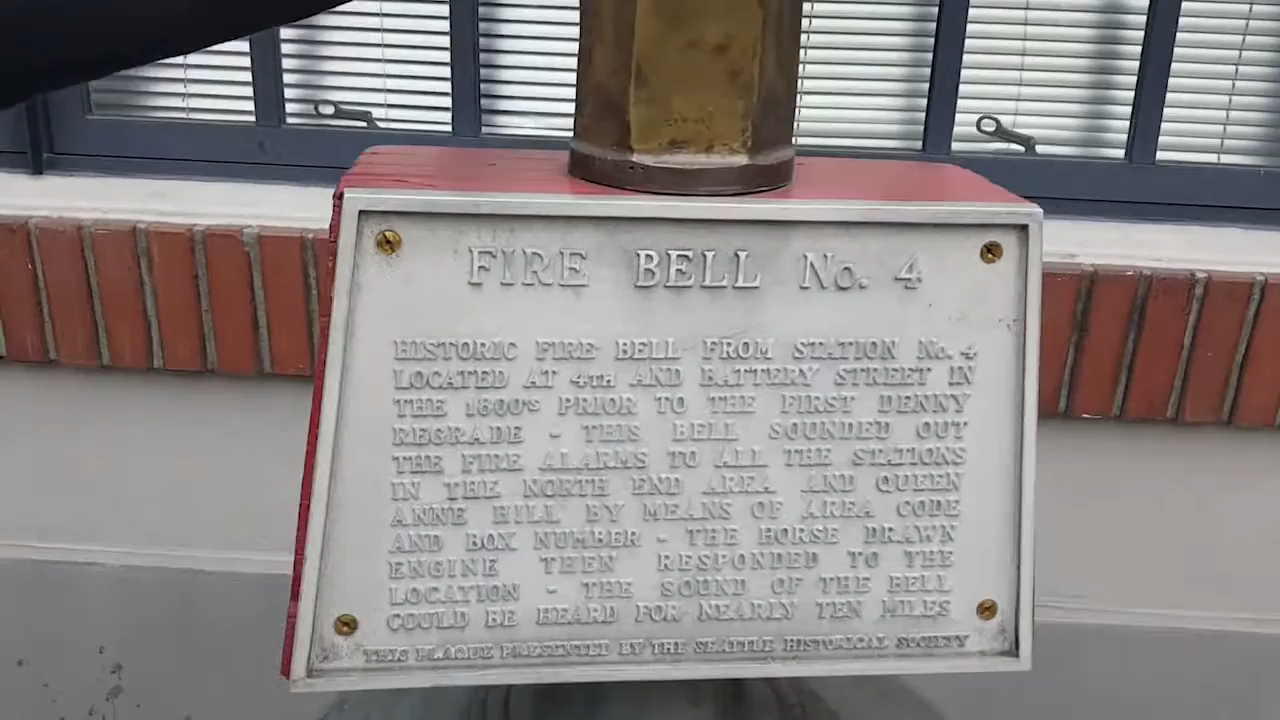 FIRE BELL No. 4
HISTORIC FIRE BELL FROM STATION No. 4
LOCATED AT 4TH AND BATTERY STREET IN
THE 1800'S PRIOR TO THE FIRST DENNY
REGRADE - THIS BELL SOUNDED OUT
THE FIRE ALARMS TO ALL THE STATIONS
IN THE NORTH END AREA AND QUEEN
ANNE HILL BY MEANS OF AREA CODE
AND BOX NUMBER - THE HORSE DRAWN
ENGINE THEN RESPONDED TO THE
LOCATION - THE SOUND OF THE BELL
COULD BE HEARD FOR NEARLY TEN MILES
THIS PLAQUE PRESENTED BY THE SEATTLE HISTORICAL SOCIETY